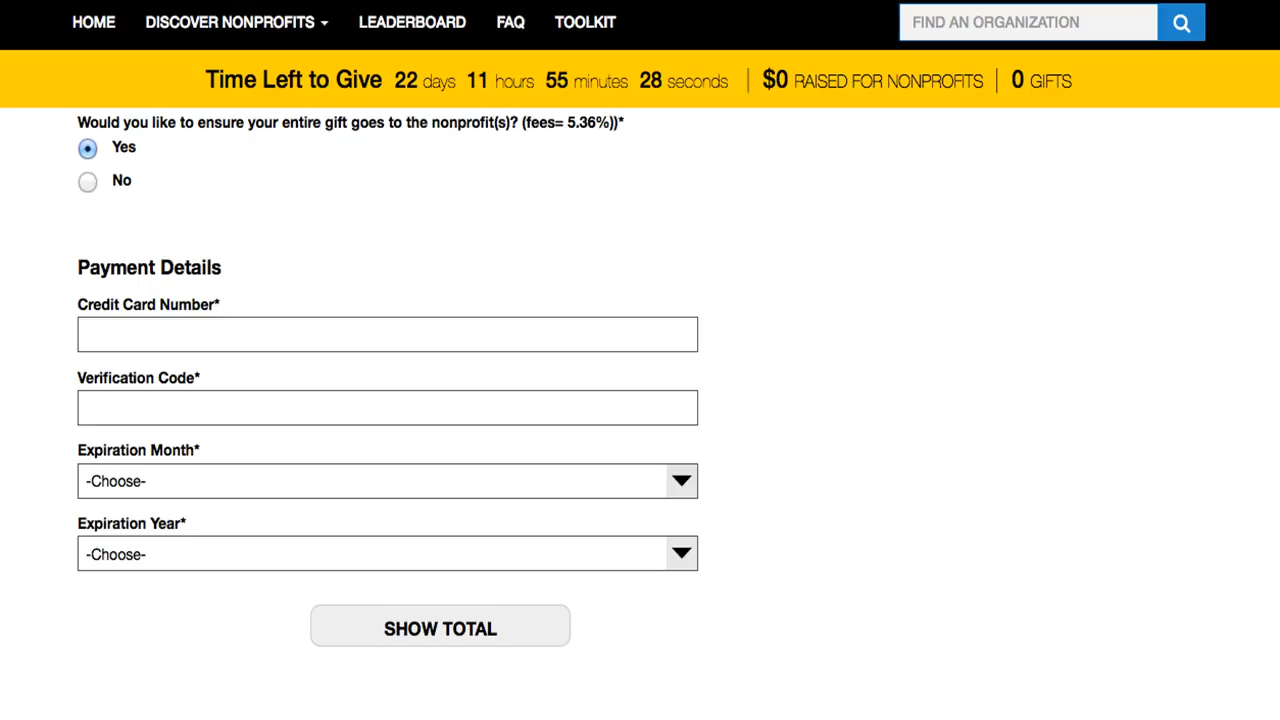 HOME DISCOVER NONPROFITS LEADERBOARD FAQ TOOLKIT FIND AN ORGANIZATION
Time Left to Give 22 days 11 hours 55 minutes 28 seconds | $0 RAISED FOR NONPROFITS | 0 GIFTS
Would you like to ensure your entire gift goes to the nonprofit(s)? (fees= 5.36%))*
Yes
No
Payment Details
Credit Card Number*
Verification Code*
Expiration Month*
-Choose-
Expiration Year*
-Choose-
SHOW TOTAL